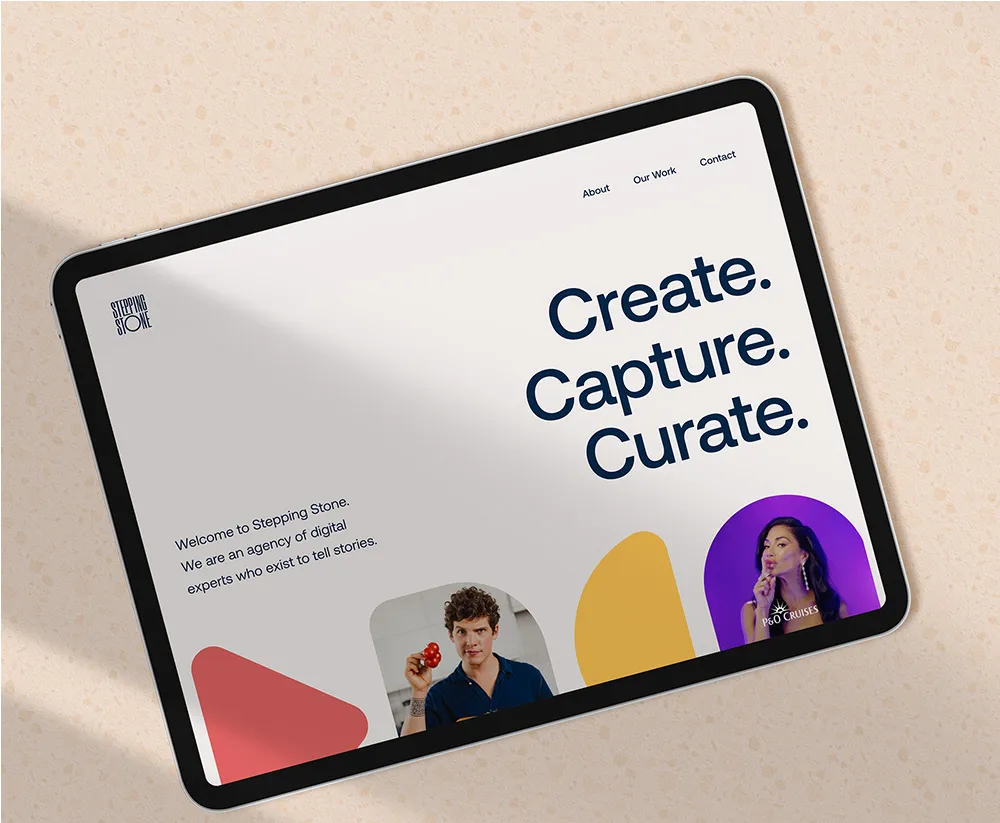 About
Our Work
Contact
STEPPING
STONE
Create.
Capture.
Curate.
Welcome to Stepping Stone.
We are an agency of digital
experts who exist to tell stories.
P&O CRUISES